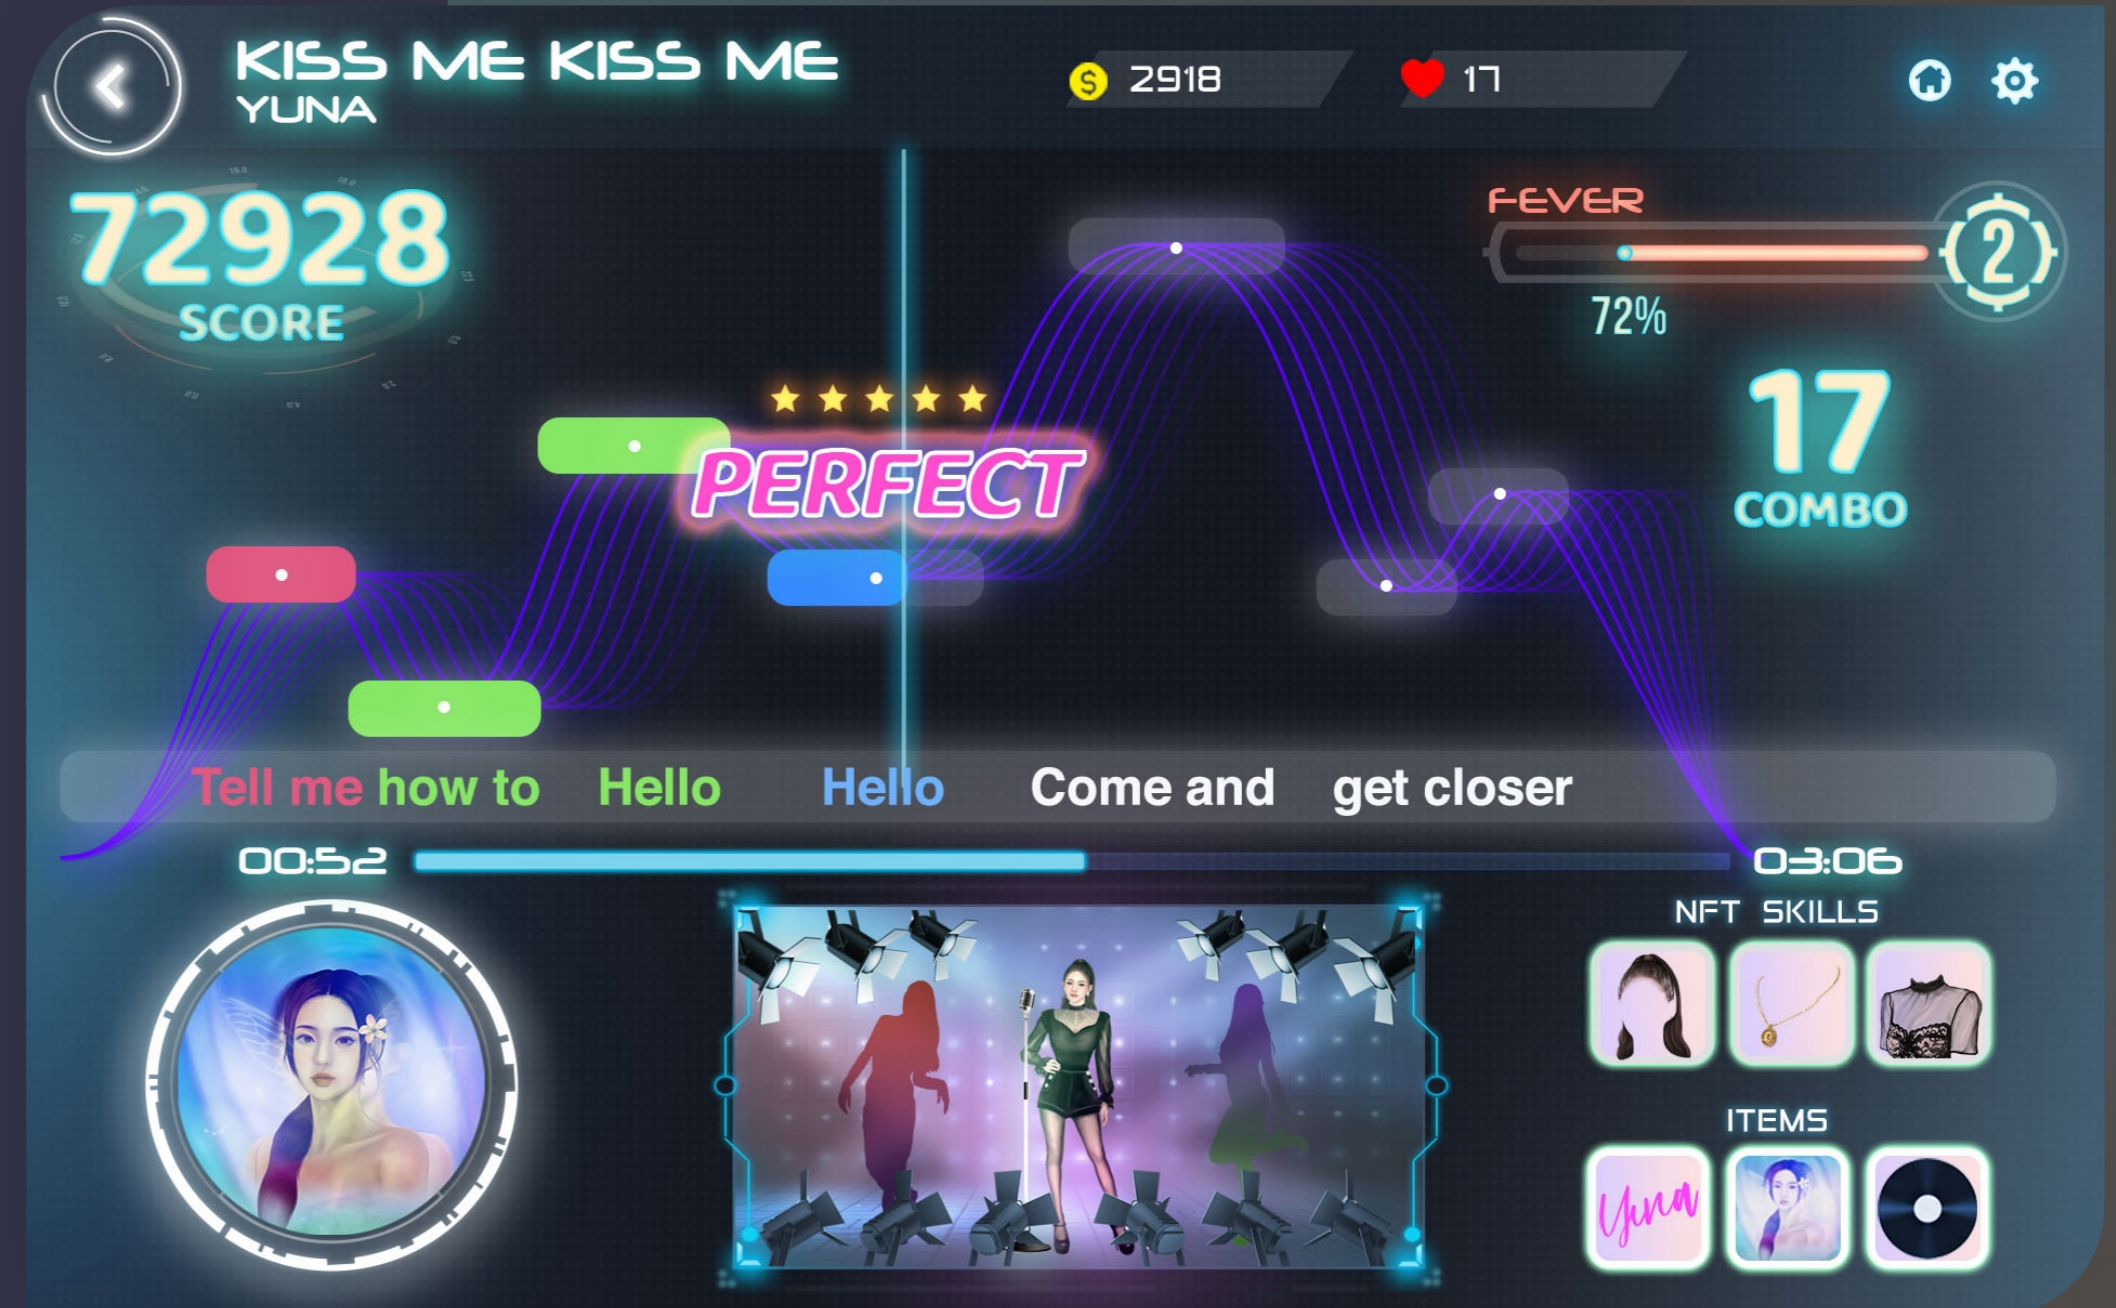 KISS ME KISS ME
YUNA
2918
17
72928
SCORE
FEVER
2
72%
17
COMBO
PERFECT
Tell me how to Hello Hello Come and get closer
00:52
03:06
NFT SKILLS
ITEMS
Yuna